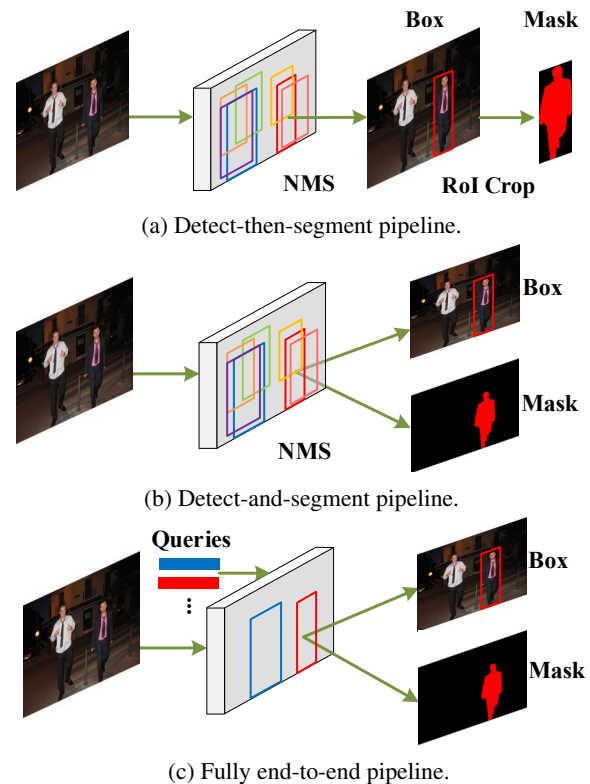 Box
Mask
NMS
RoI Crop
(a) Detect-then-segment pipeline.
Box
Mask
NMS
(b) Detect-and-segment pipeline.
Queries
...
Box
Mask
(c) Fully end-to-end pipeline.